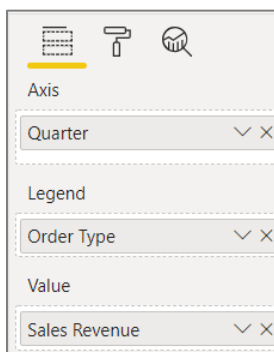 Axis
Quarter
Legend
Order Type
Value
Sales Revenue